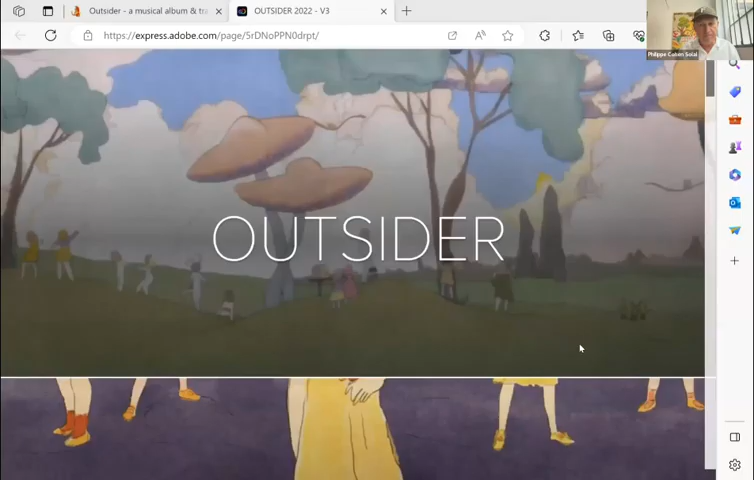 Outsider - a musical album & tra
OUTSIDER 2022 - V3
https://express.adobe.com/page/5rDNoPPN0drpt/
Philippe Cohen Solal
OUTSIDER